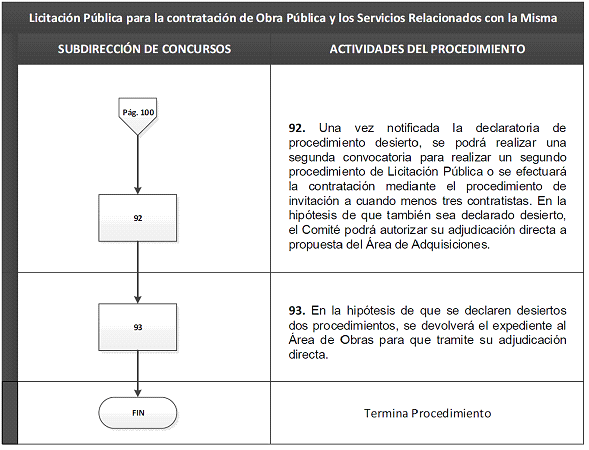 Licitación Pública para la contratación de Obra Pública y los Servicios Relacionados con la Misma
SUBDIRECCIÓN DE CONCURSOS
ACTIVIDADES DEL PROCEDIMIENTO
Pág. 100
92
92. Una vez notificada la declaratoria de
procedimiento desierto, se podrá realizar una
segunda convocatoria para realizar un segundo
procedimiento de Licitación Pública o se efectuará
la contratación mediante el procedimiento de
invitación a cuando menos tres contratistas. En la
hipótesis de que también sea declarado desierto,
el Comité podrá autorizar su adjudicación directa a
propuesta del Área de Adquisiciones.
93
93. En la hipótesis de que se declaren desiertos
dos procedimientos, se devolverá el expediente al
Área de Obras para que tramite su adjudicación
directa.
FIN
Termina Procedimiento